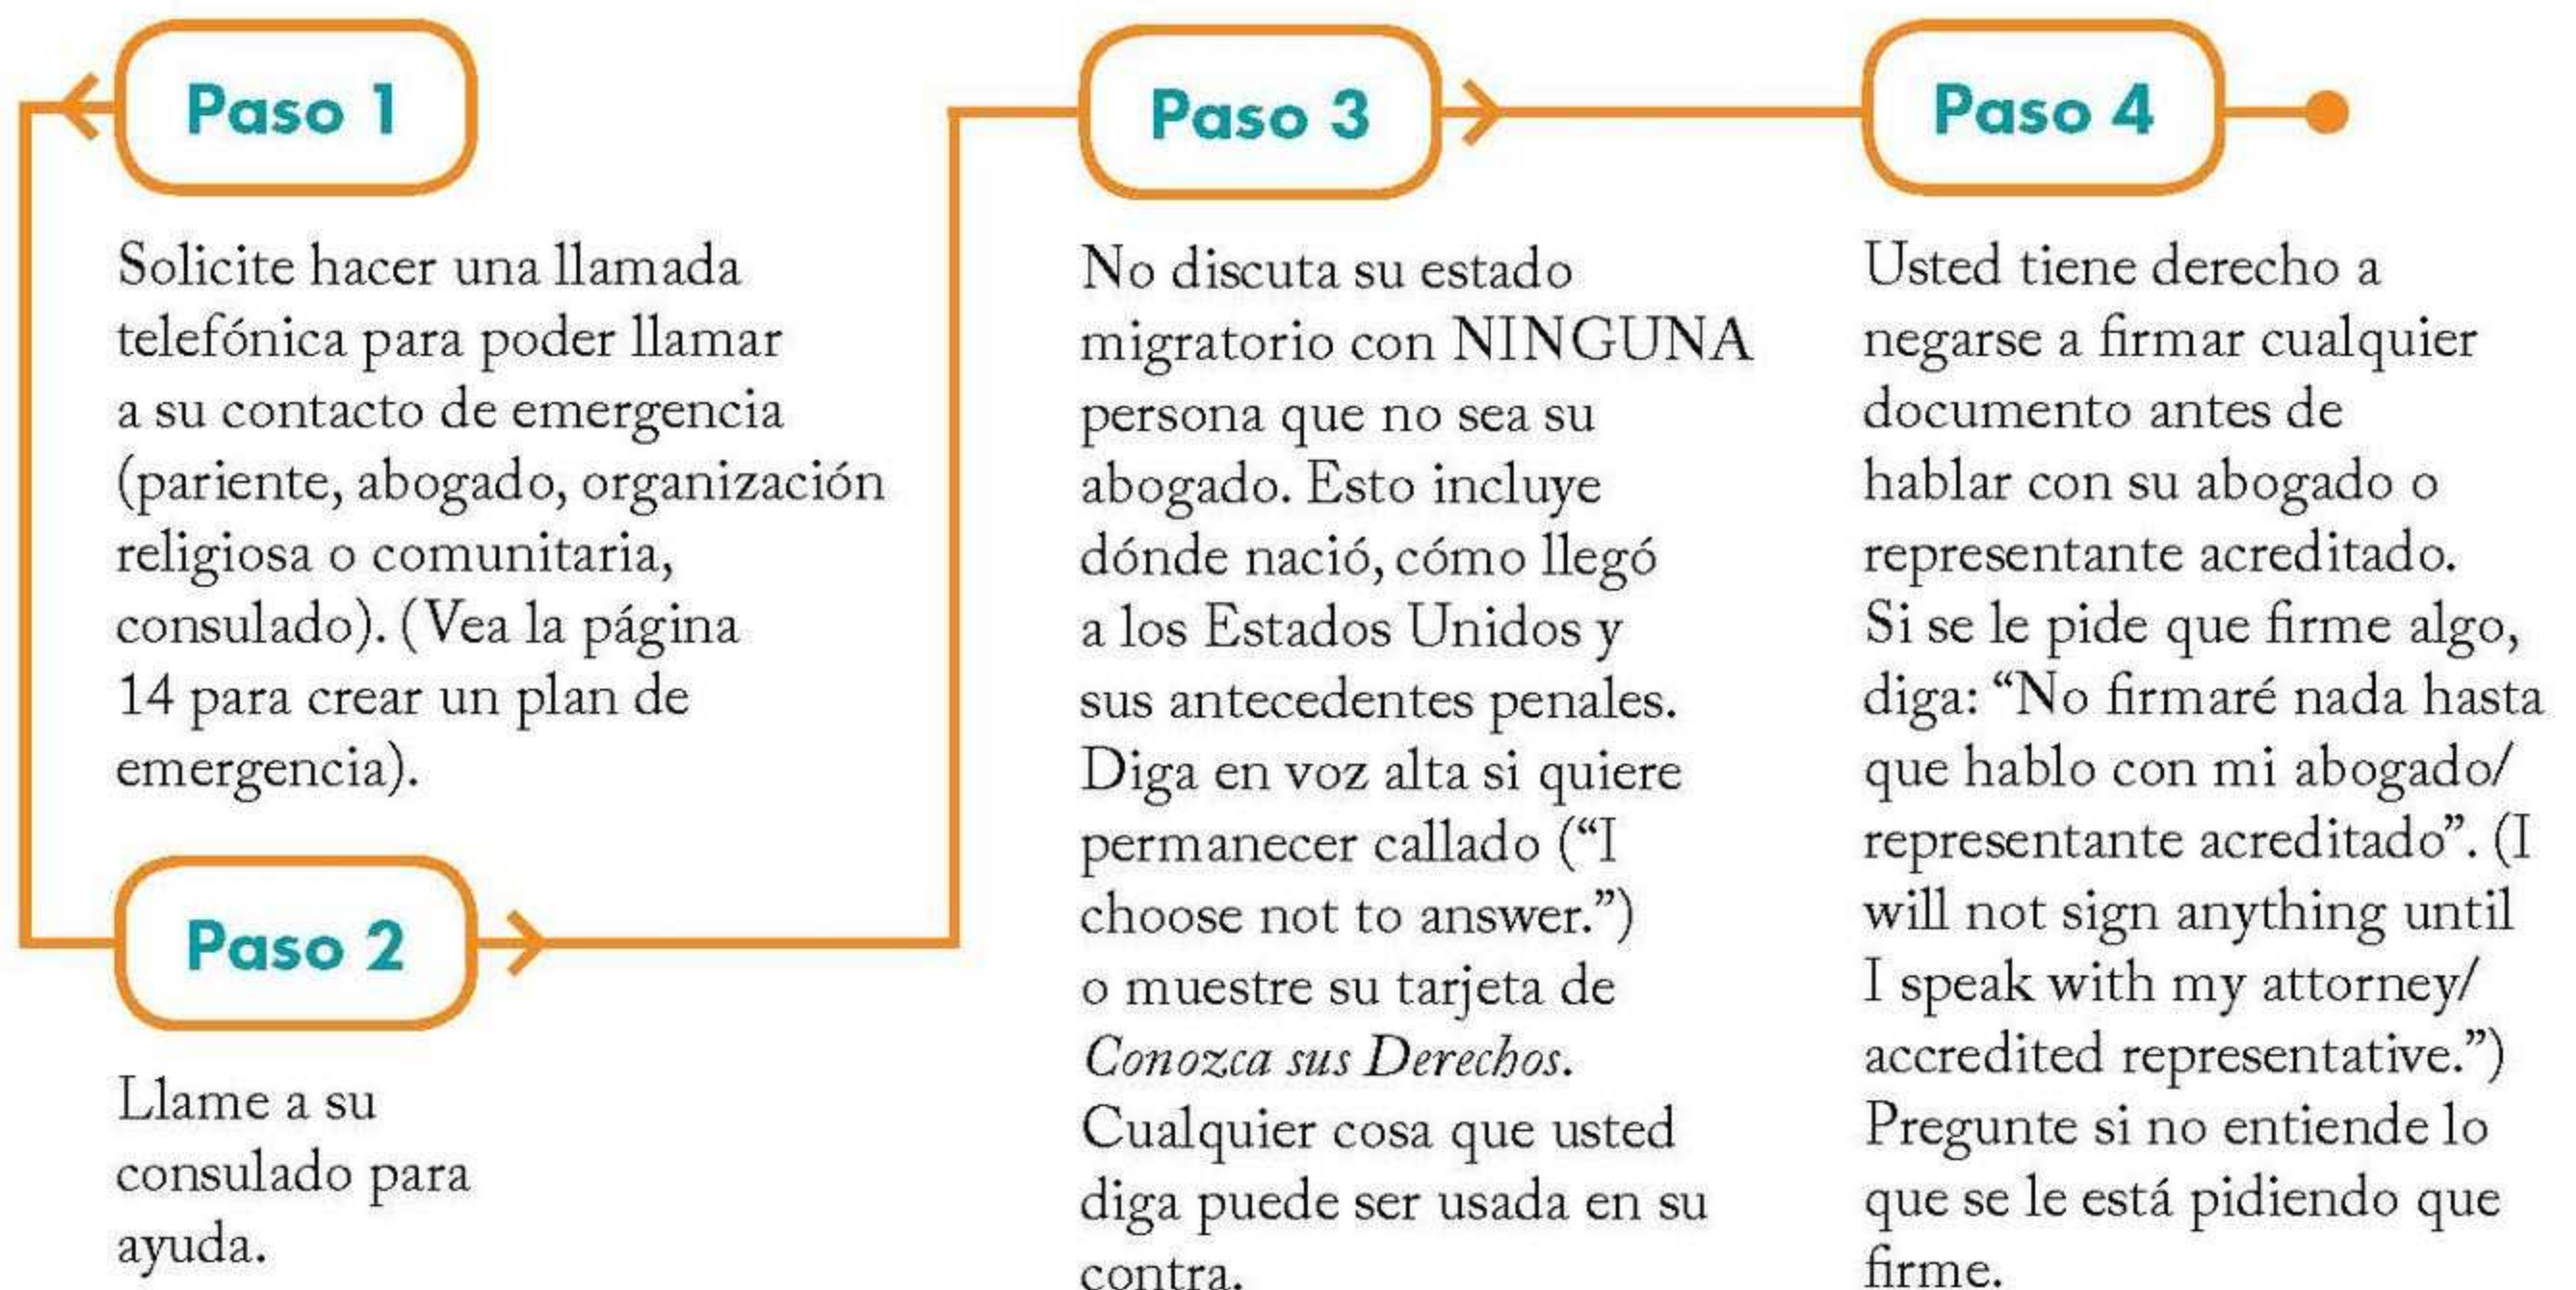 Paso 1
Solicite hacer una llamada
telefónica para poder llamar
a su contacto de emergencia
(pariente, abogado, organización
religiosa o comunitaria,
consulado). (Vea la página
14 para crear un plan de
emergencia).
Paso 2
Llame a su
consulado para
ayuda.
Paso 3
No discuta su estado
migratorio con NINGUNA
persona que no sea su
abogado. Esto incluye
dónde nació, cómo llegó
a los Estados Unidos y
sus antecedentes penales.
Diga en voz alta si quiere
permanecer callado (“I
choose not to answer.”)
o muestre su tarjeta de
Conozca sus Derechos.
Cualquier cosa que usted
diga puede ser usada en su
contra.
Paso 4
Usted tiene derecho a
negarse a firmar cualquier
documento antes de
hablar con su abogado o
representante acreditado.
Si se le pide que firme algo,
diga: “No firmaré nada hasta
que hablo con mi abogado/
representante acreditado”. (I
will not sign anything until
I speak with my attorney/
accredited representative.”)
Pregunte si no entiende lo
que se le está pidiendo que
firme.